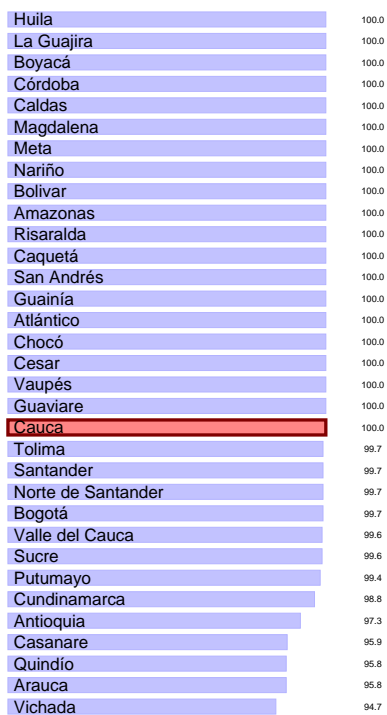 Huila 100.0
La Guajira 100.0
Boyacá 100.0
Córdoba 100.0
Caldas 100.0
Magdalena 100.0
Meta 100.0
Nariño 100.0
Bolivar 100.0
Amazonas 100.0
Risaralda 100.0
Caquetá 100.0
San Andrés 100.0
Guainía 100.0
Atlántico 100.0
Chocó 100.0
Cesar 100.0
Vaupés 100.0
Guaviare 100.0
Cauca 100.0
Tolima 99.7
Santander 99.7
Norte de Santander 99.7
Bogotá 99.7
Valle del Cauca 99.6
Sucre 99.6
Putumayo 99.4
Cundinamarca 98.8
Antioquia 97.3
Casanare 95.9
Quindío 95.8
Arauca 95.8
Vichada 94.7